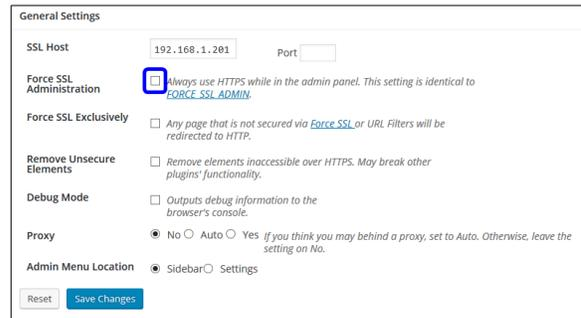 General Settings
SSL Host 192.168.1.201 Port
Force SSL
Administration
Always use HTTPS while in the admin panel. This setting is identical to
FORCE_SSL_ADMIN.
Force SSL Exclusively
Any page that is not secured via Force SSL or URL Filters will be
redirected to HTTP.
Remove Unsecure
Elements
Remove elements inaccessible over HTTPS. May break other
plugins' functionality.
Debug Mode
Outputs debug information to the
browser's console.
Proxy No Auto Yes If you think you may behind a proxy, set to Auto. Otherwise, leave the
setting on No.
Admin Menu Location Sidebar Settings
Reset Save Changes